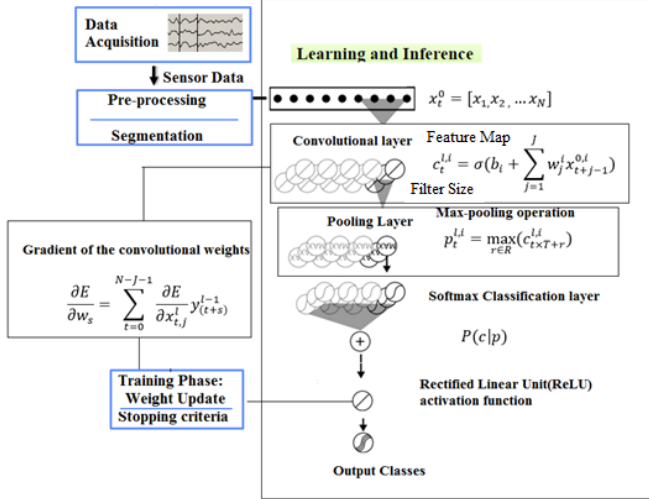 Data
Acquisition
Learning and Inference
Sensor Data
Pre-processing
Segmentation
x_t^0 = [x_1, x_2, … x_N]
Convolutional layer
Feature Map
c_t^{l,i} = σ(b_i + ∑_{j=1}^{J} w_j^i x_{t+j-1}^{0,i})
Filter Size
Pooling Layer
Max-pooling operation
p_t^{l,i} = max_{r∈R}(c_{t×T+r}^{l,i})
MAX
Gradient of the convolutional weights
∂E/∂w_s = ∑_{t=0}^{N-J-1} ∂E/∂x_{t,j}^l y_{(t+s)}^{l-1}
Softmax Classification layer
P(c|p)
+
Training Phase:
Weight Update
Stopping criteria
Rectified Linear Unit(ReLU)
activation function
Output Classes